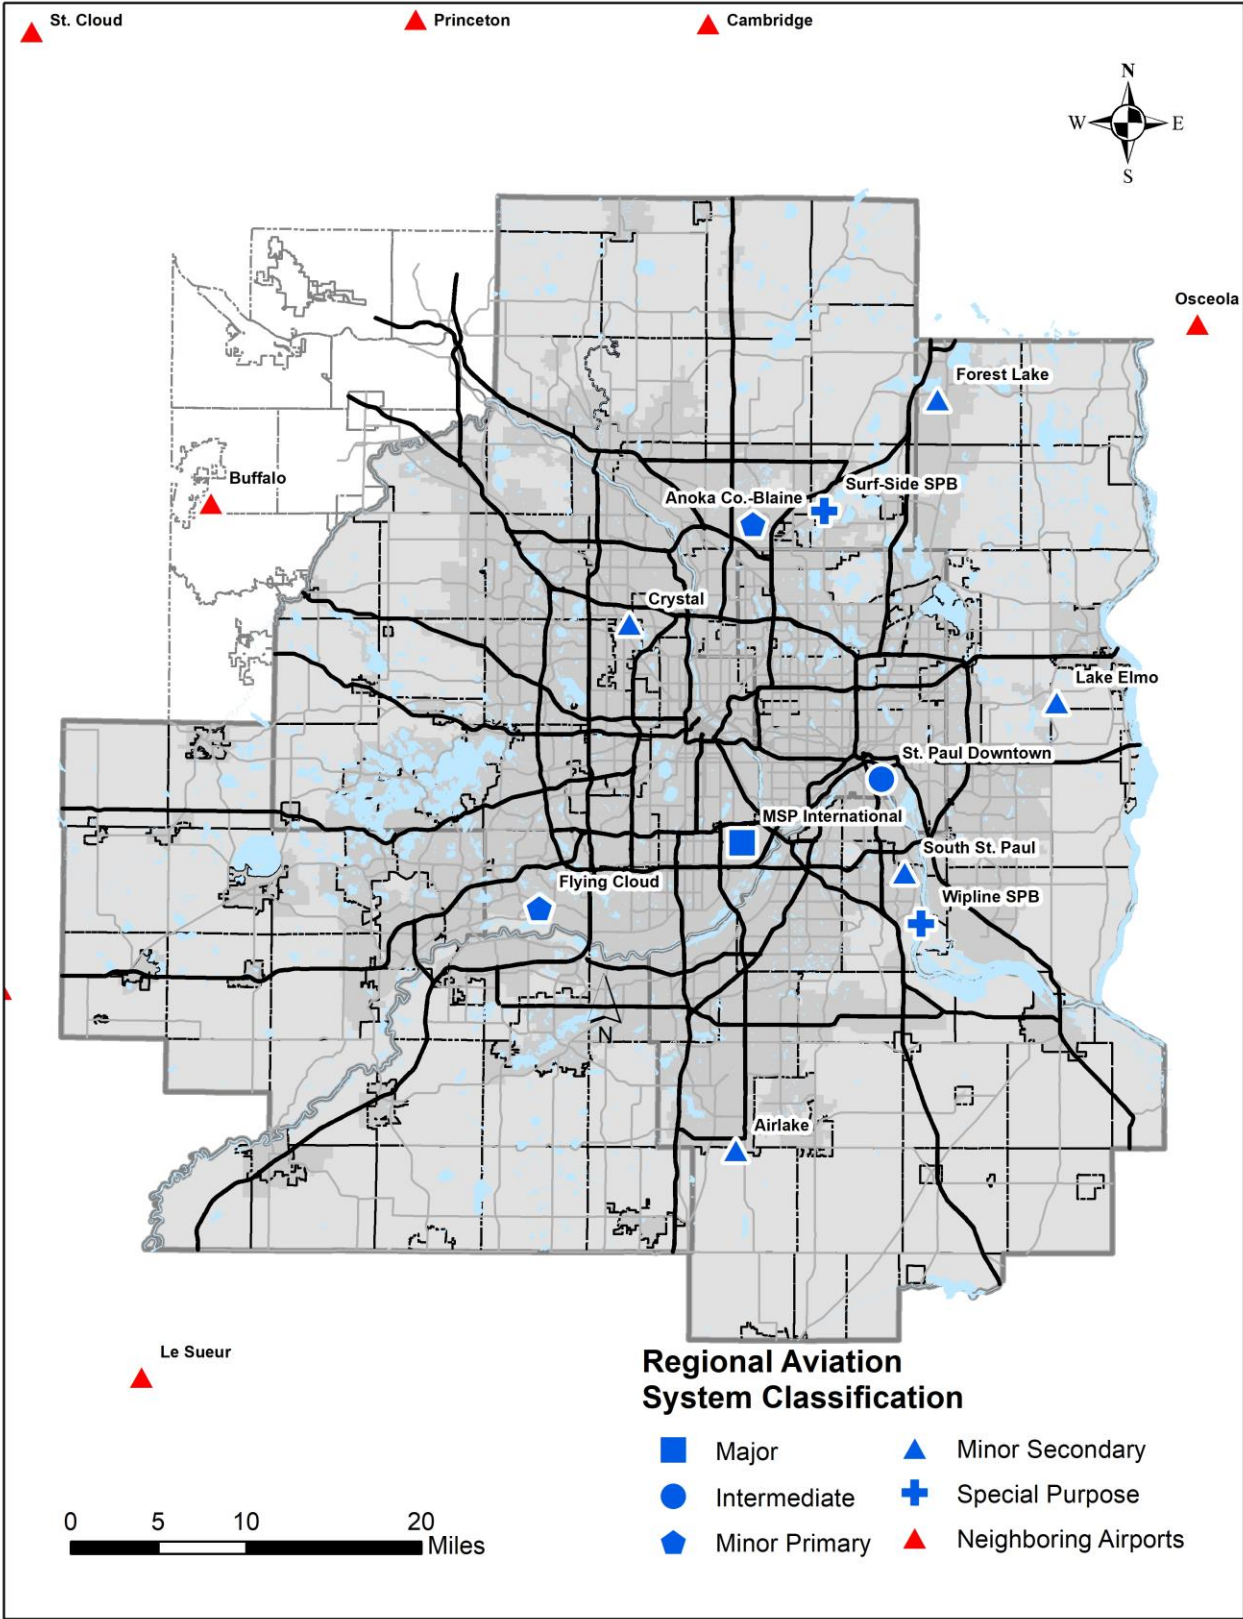 St. Cloud
Princeton
Cambridge
N
W
E
S
Osceola
Forest Lake
Buffalo
Surf-Side SPB
Anoka Co.-Blaine
Crystal
Lake Elmo
St. Paul Downtown
MSP International
South St. Paul
Flying Cloud
Wipline SPB
N
Airlake
Le Sueur
Regional Aviation
System Classification
Major
Minor Secondary
Intermediate
Special Purpose
Minor Primary
Neighboring Airports
0 5 10 20
Miles